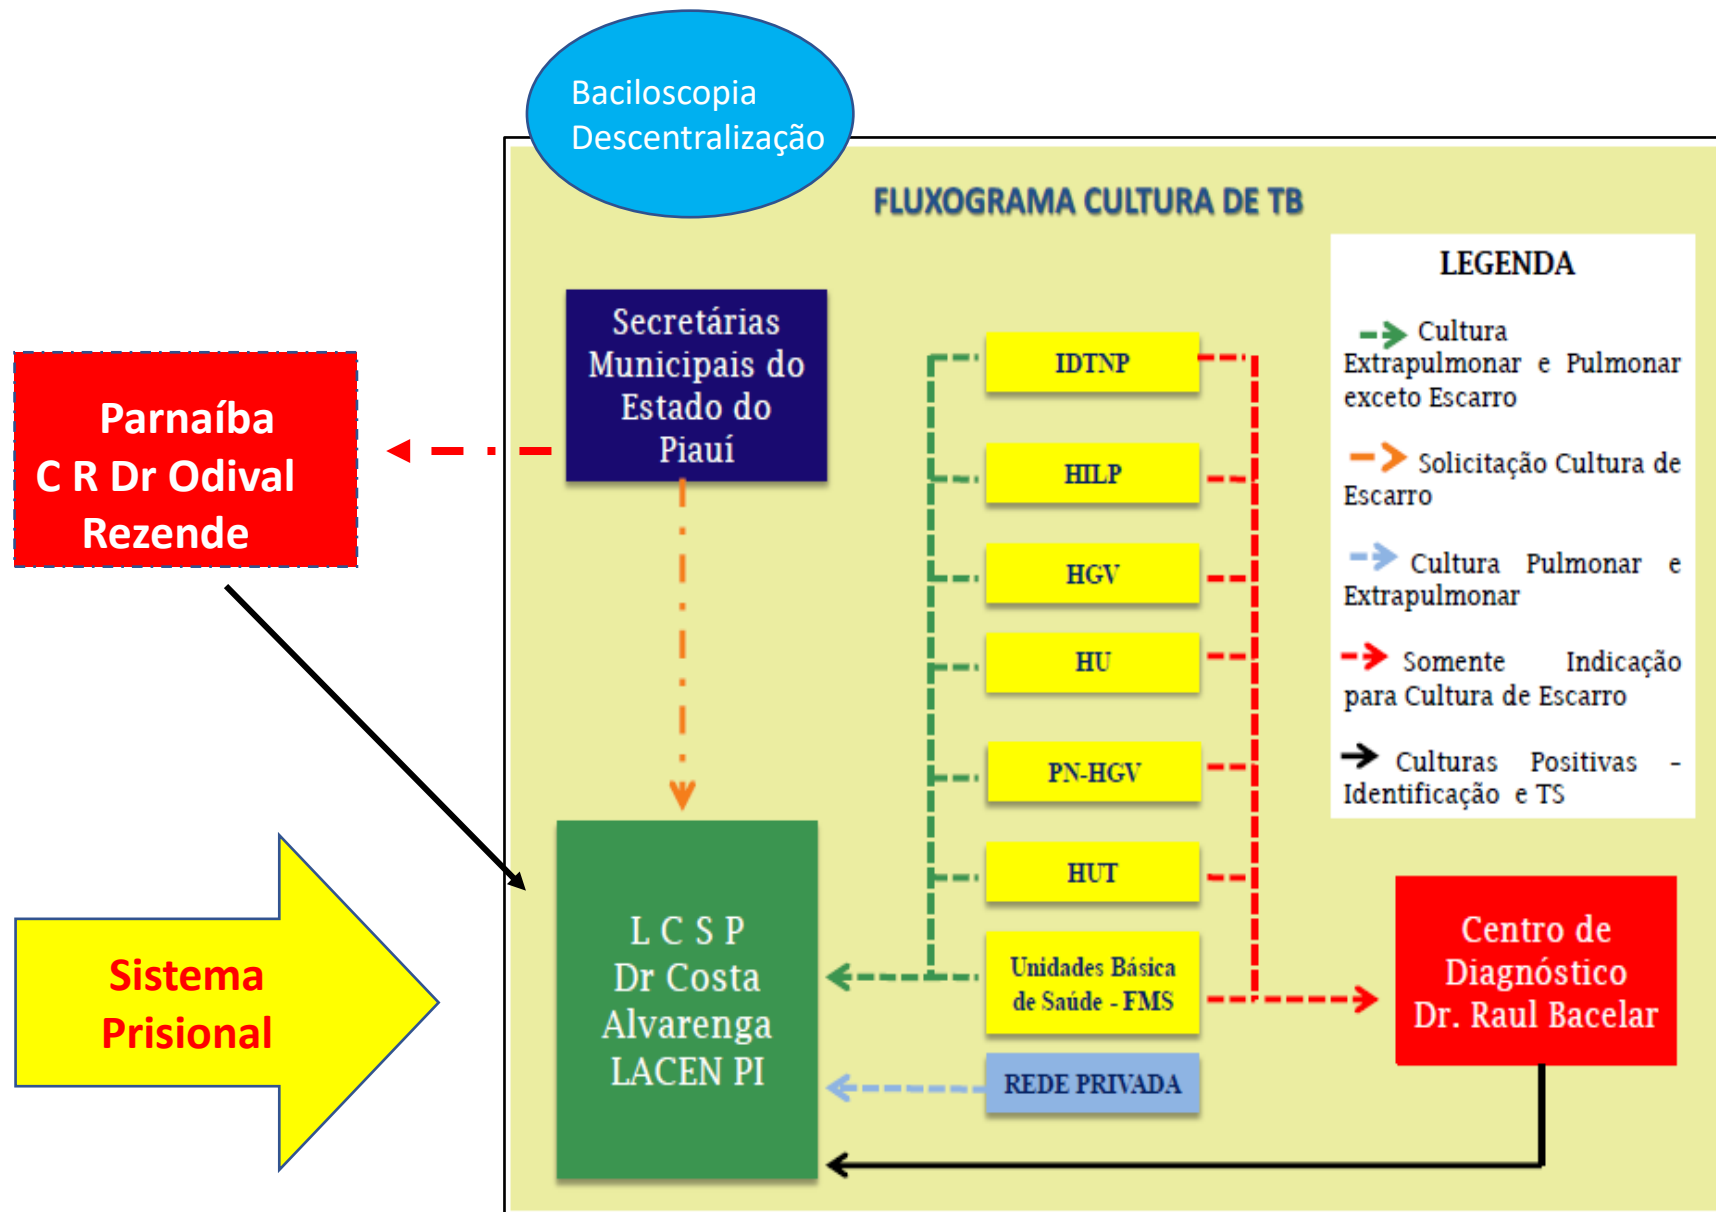 Baciloscopia
Descentralização
FLUXOGRAMA CULTURA DE TB
Secretárias
Municipais do
Estado do
Piauí
Parnaíba
C R Dr Odival
Rezende
Sistema
Prisional
L C S P
Dr Costa
Alvarenga
LACEN PI
IDTNP
HILP
HGV
HU
PN-HGV
HUT
Unidades Básica
de Saúde - FMS
REDE PRIVADA
LEGENDA
Cultura
Extrapulmonar e Pulmonar
exceto Escarro
Solicitação Cultura de
Escarro
Cultura Pulmonar e
Extrapulmonar
Somente Indicação
para Cultura de Escarro
Culturas Positivas -
Identificação e TS
Centro de
Diagnóstico
Dr. Raul Bacelar